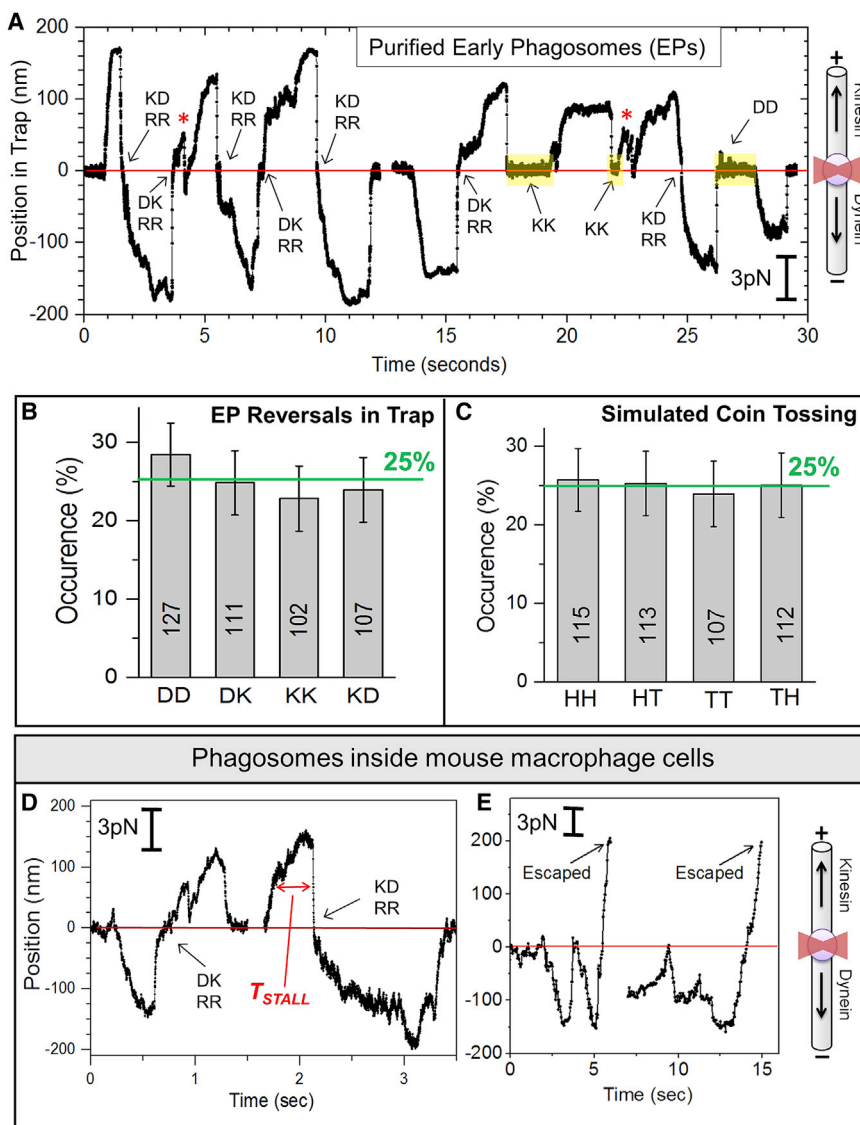 A
Purified Early Phagosomes (EPs)
Position in Trap (nm)
200
100
0
-100
-200
KD
RR
*
DK
RR
KD
RR
DK
RR
KD
RR
DK
RR
KK
KK
*
KD
RR
DD
3pN
0
5
10
15
20
25
30
Time (seconds)
+
Kinesin
Dynein
−
B
EP Reversals in Trap
25%
Occurence (%)
30
20
10
0
127
111
102
107
DD
DK
KK
KD
C
Simulated Coin Tossing
25%
Occurence (%)
30
20
10
0
115
113
107
112
HH
HT
TT
TH
Phagosomes inside mouse macrophage cells
D
3pN
Position (nm)
200
100
0
-100
-200
DK
RR
TSTALL
KD
RR
0
1
2
3
Time (sec)
E
3pN
200
100
0
-100
-200
Escaped
Escaped
0
5
10
15
Time (sec)
+
Kinesin
Dynein
−